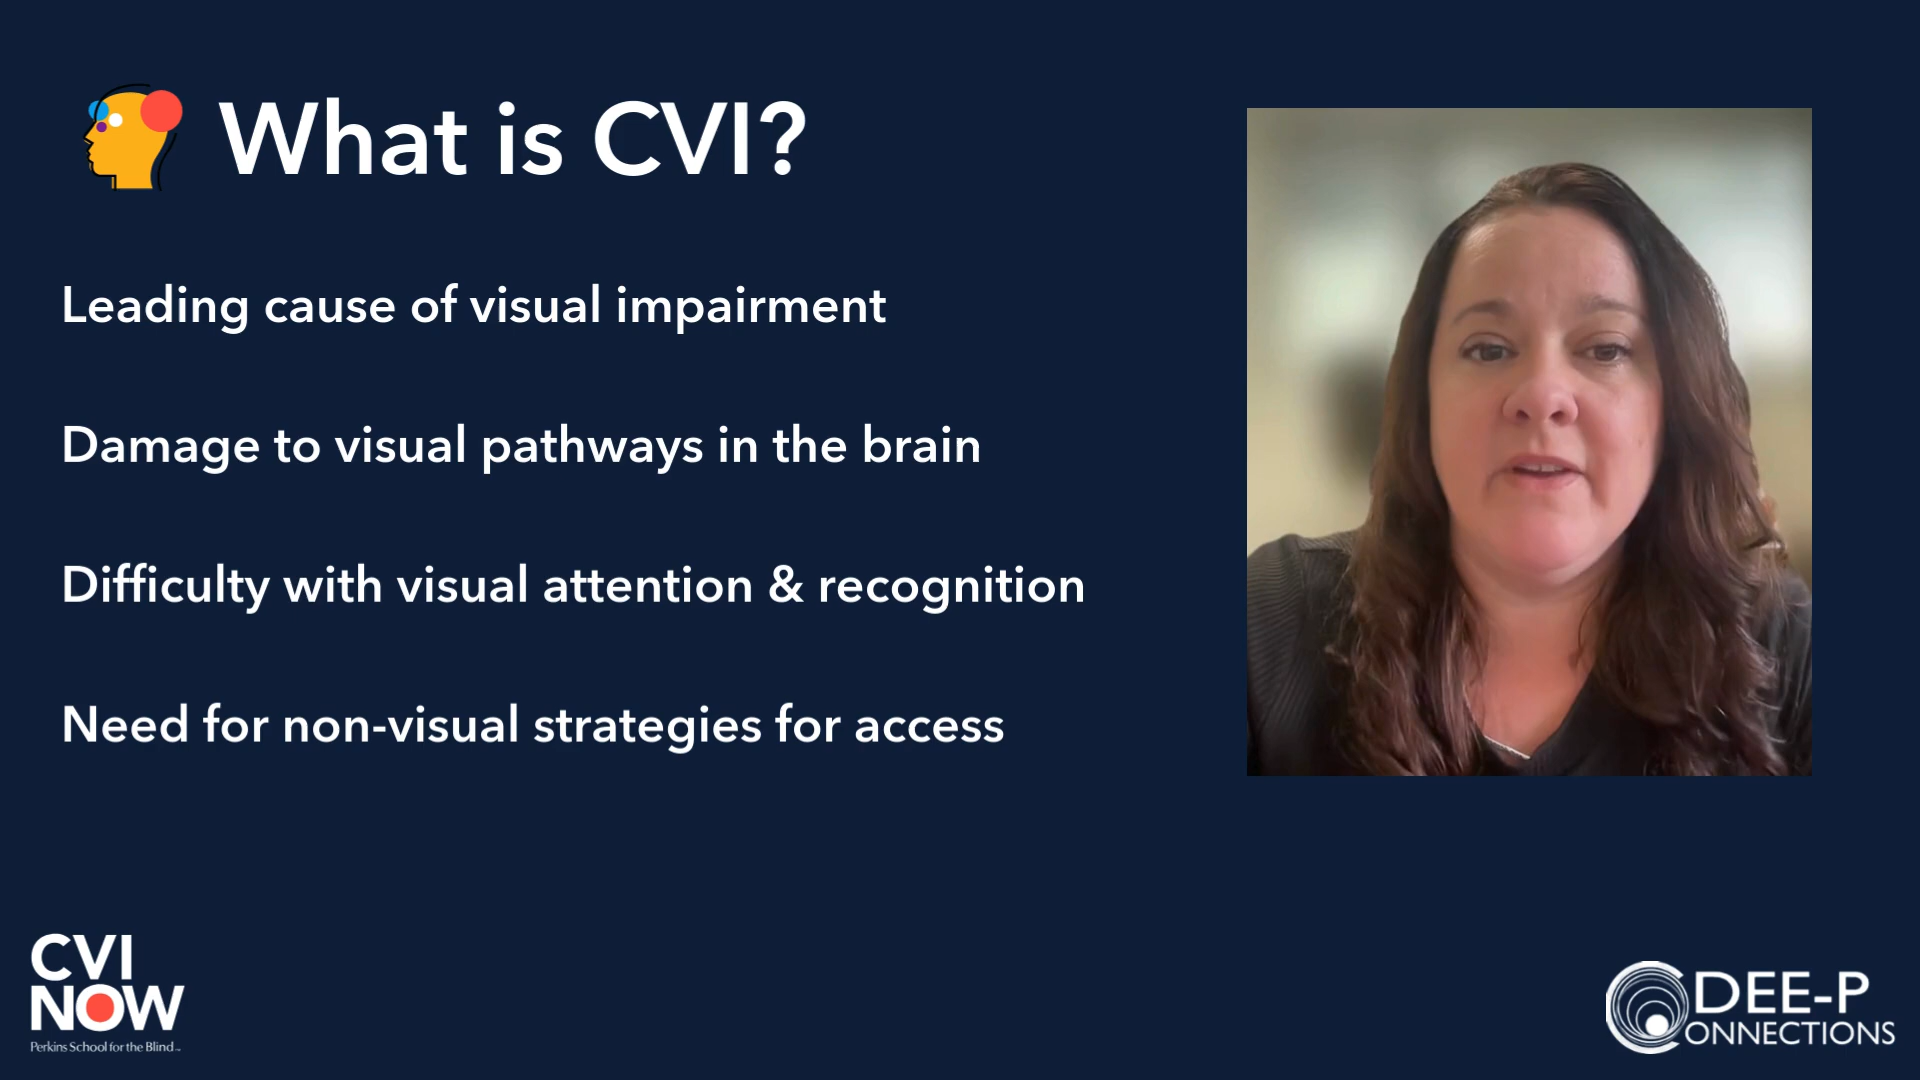 What is CVI?
Leading cause of visual impairment
Damage to visual pathways in the brain
Difficulty with visual attention & recognition
Need for non-visual strategies for access
CVI
NOW
Perkins School for the Blind
DEE-P
CONNECTIONS